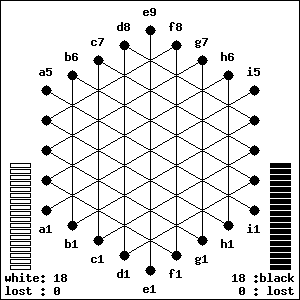 e9
d8 f8
c7 g7
b6 h6
a5 i5
a1 i1
b1 h1
c1 g1
d1 f1
e1
white: 18 18 :black
lost : 0 0 : lost